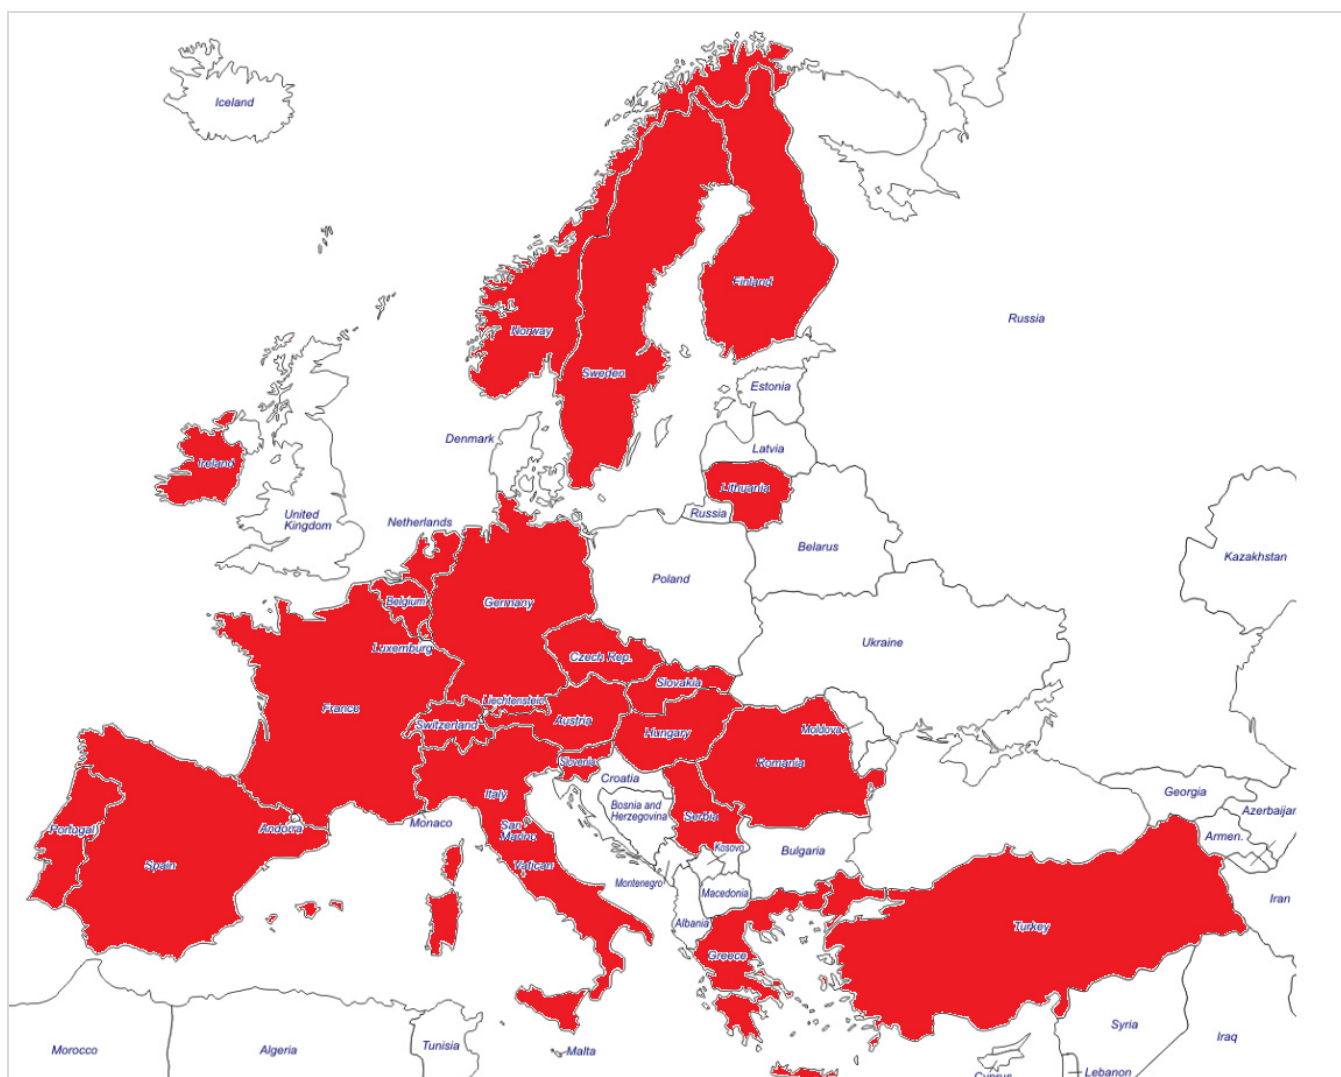 Iceland
Russia
Finland
Norway
Sweden
Estonia
Denmark
Latvia
Ireland
Lithuania
Russia
United
Kingdom
Netherlands
Belarus
Kazakhstan
Poland
Belgium
Germany
Ukraine
Luxemburg
Czech Rep.
Slovakia
Liechtenstein
France
Switzerland
Austria
Hungary
Moldova
Slovenia
Romania
Croatia
Italy
Bosnia and
Herzegovina
Georgia
Azerbaijan
Serbia
Portugal
Andorra
Monaco
San
Marino
Armen.
Kosovo
Bulgaria
Spain
Vatican
Montenegro
Macedonia
Iran
Albania
Turkey
Greece
Syria
Iraq
Morocco
Algeria
Tunisia
Malta
Cyprus
Lebanon